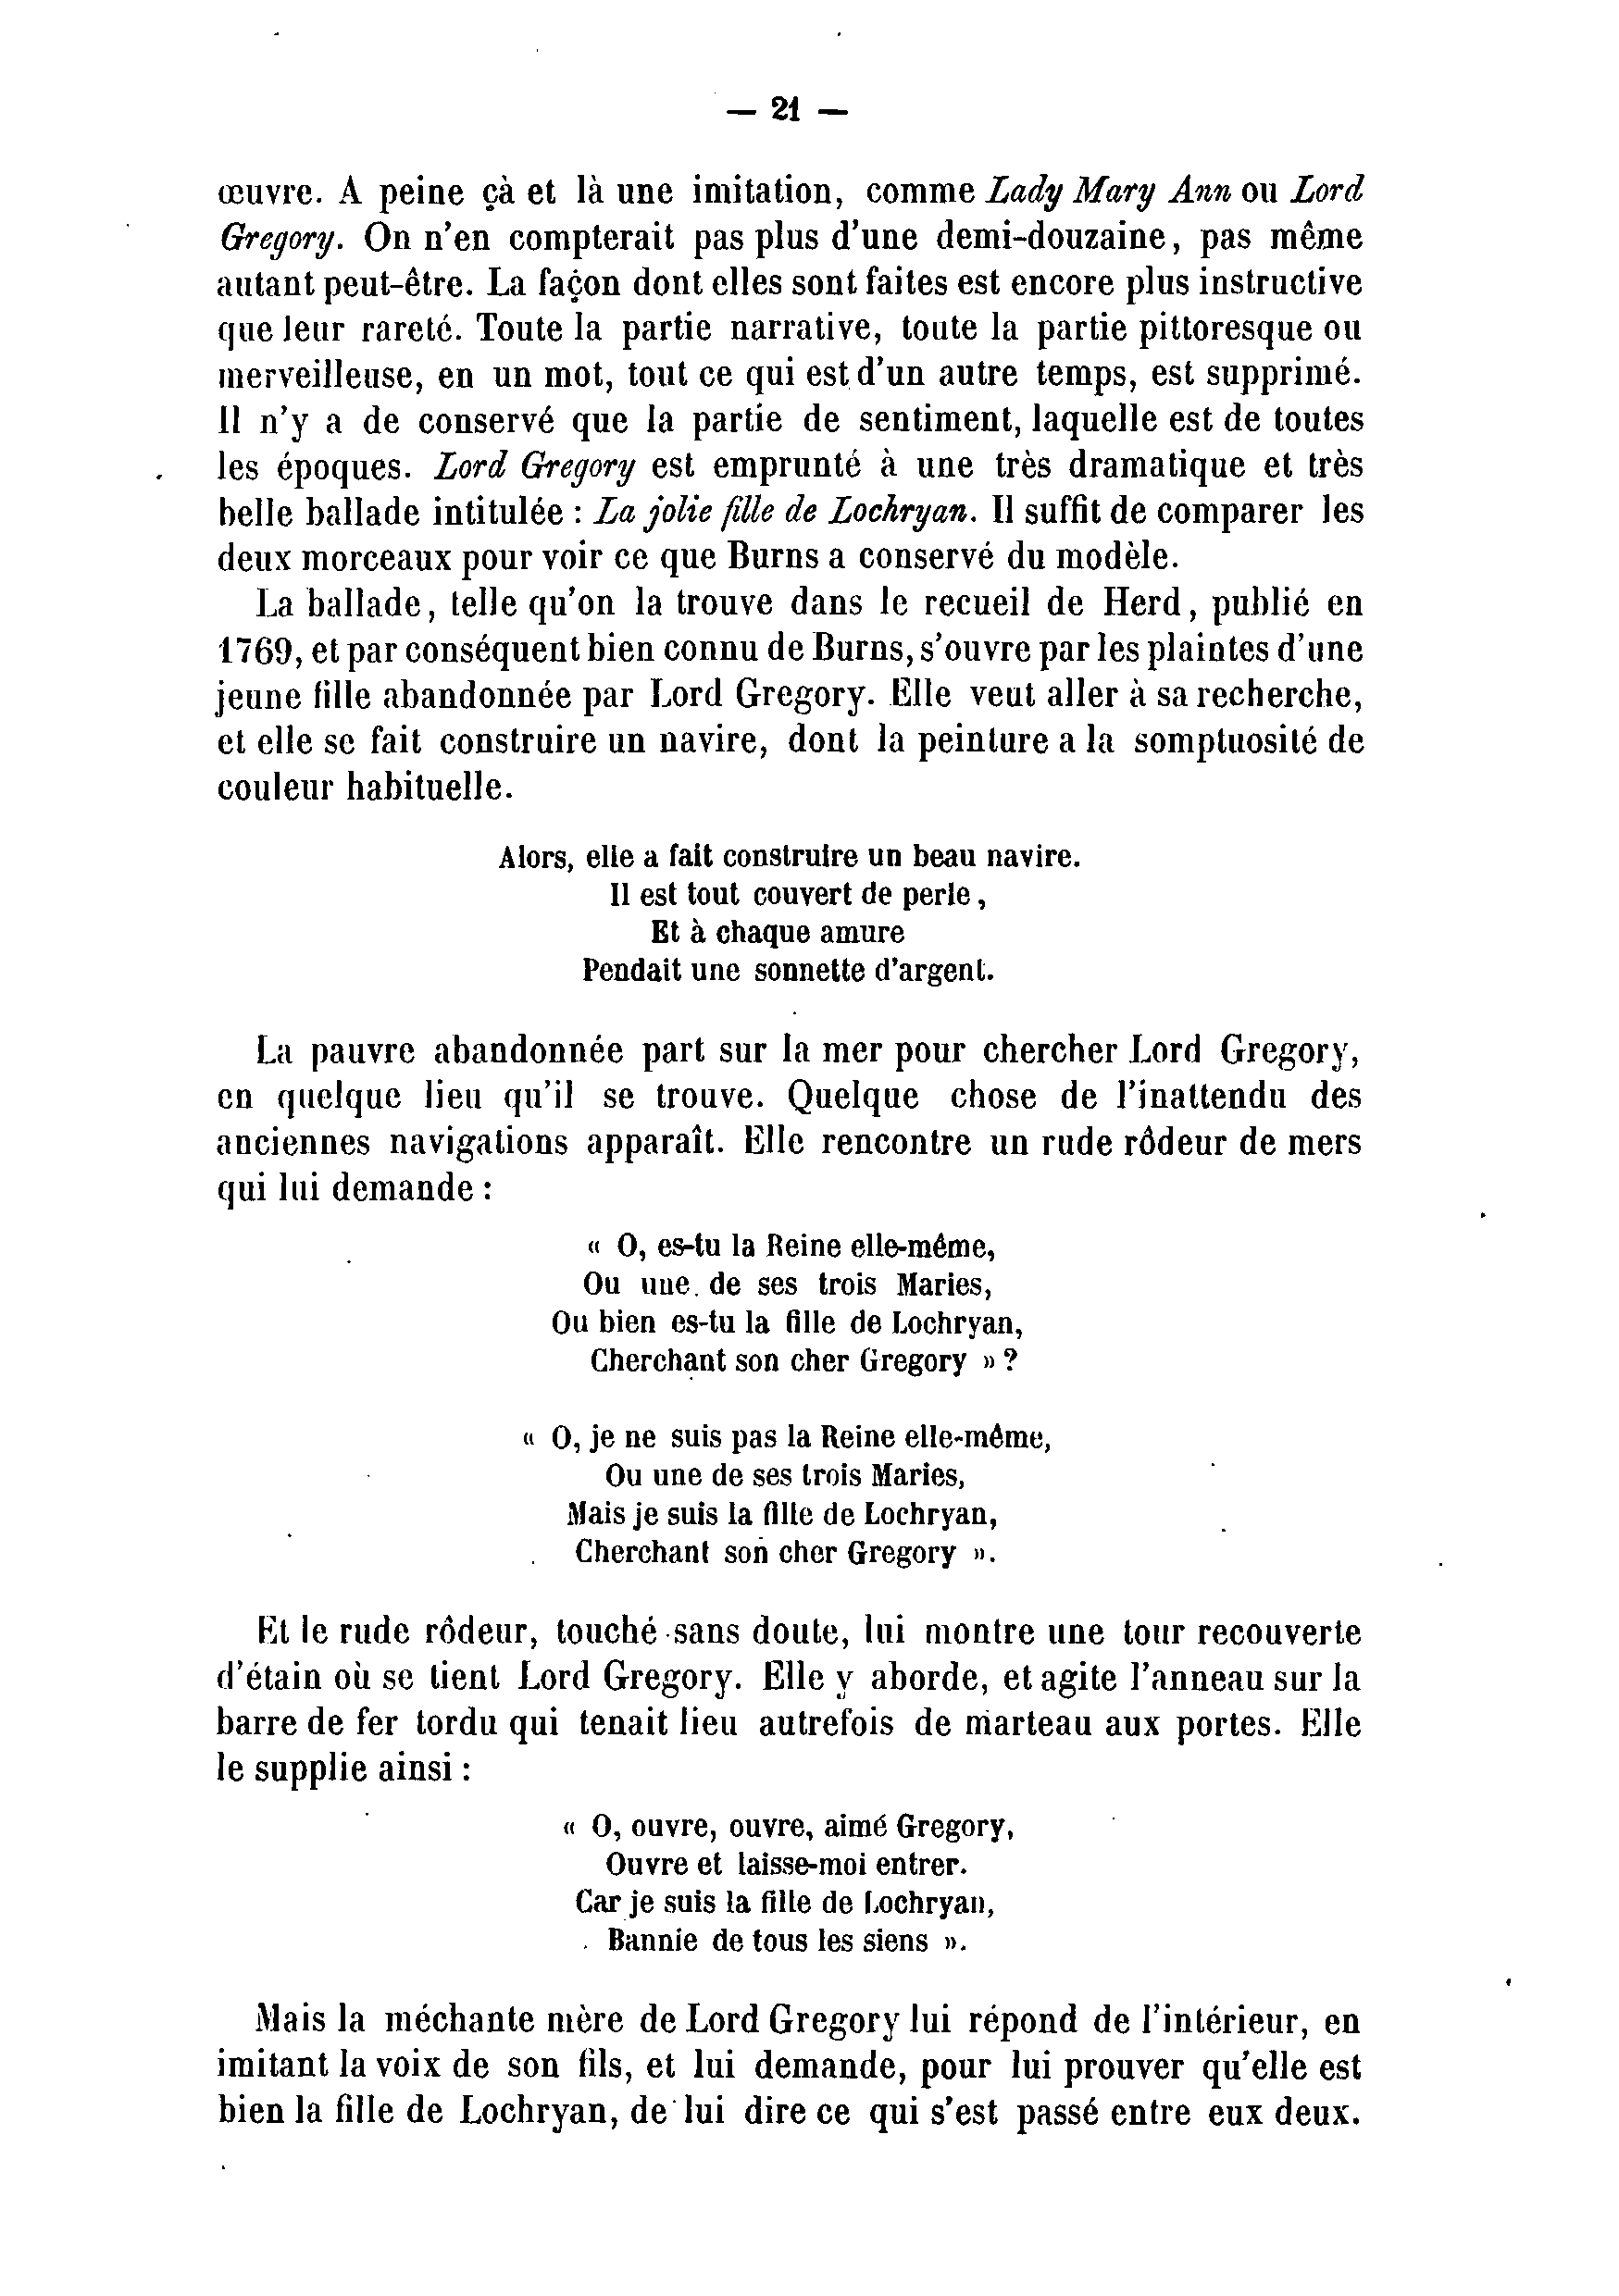 — 21 —
œuvre. A peine çà et là une imitation, comme Lady Mary Ann ou Lord
Gregory. On n'en compterait pas plus d'une demi-douzaine, pas même
autant peut-être. La façon dont elles sont faites est encore plus instructive
que leur rareté. Toute la partie narrative, toute la partie pittoresque ou
merveilleuse, en un mot, tout ce qui est d'un autre temps, est supprimé.
Il n'y a de conservé que la partie de sentiment, laquelle est de toutes
les époques. Lord Gregory est emprunté à une très dramatique et très
belle ballade intitulée : La jolie fille de Lochryan. Il suffit de comparer les
deux morceaux pour voir ce que Burns a conservé du modèle.
La ballade, telle qu'on la trouve dans le recueil de Herd, publié en
1769, et par conséquent bien connu de Burns, s'ouvre par les plaintes d'une
jeune fille abandonnée par Lord Gregory. Elle veut aller à sa recherche,
et elle se fait construire un navire, dont la peinture a la somptuosité de
couleur habituelle.
Alors, elle a fait construire un beau navire.
Il est tout couvert de perle,
Et à chaque amure
Pendait une sonnette d'argent.
La pauvre abandonnée part sur la mer pour chercher Lord Gregory,
en quelque lieu qu'il se trouve. Quelque chose de l'inattendu des
anciennes navigations apparaît. Elle rencontre un rude rôdeur de mers
qui lui demande :
« O, es-tu la Reine elle-même,
Ou une de ses trois Maries,
Ou bien es-tu la fille de Lochryan,
Cherchant son cher Gregory » ?
« O, je ne suis pas la Reine elle-même,
Ou une de ses trois Maries,
Mais je suis la fille de Lochryan,
Cherchant son cher Gregory ».
Et le rude rôdeur, touché sans doute, lui montre une tour recouverte
d'étain où se tient Lord Gregory. Elle y aborde, et agite l'anneau sur la
barre de fer tordu qui tenait lieu autrefois de marteau aux portes. Elle
le supplie ainsi :
« O, ouvre, ouvre, aimé Gregory,
Ouvre et laisse-moi entrer.
Car je suis la fille de Lochryan,
Bannie de tous les siens ».
Mais la méchante mère de Lord Gregory lui répond de l'intérieur, en
imitant la voix de son fils, et lui demande, pour lui prouver qu'elle est
bien la fille de Lochryan, de lui dire ce qui s'est passé entre eux deux.